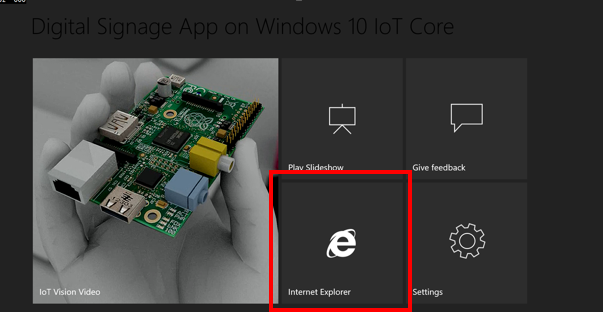 Digital Signage App on Windows 10 IoT Core
Play Slideshow
Give feedback
IoT Vision Video
Internet Explorer
Settings